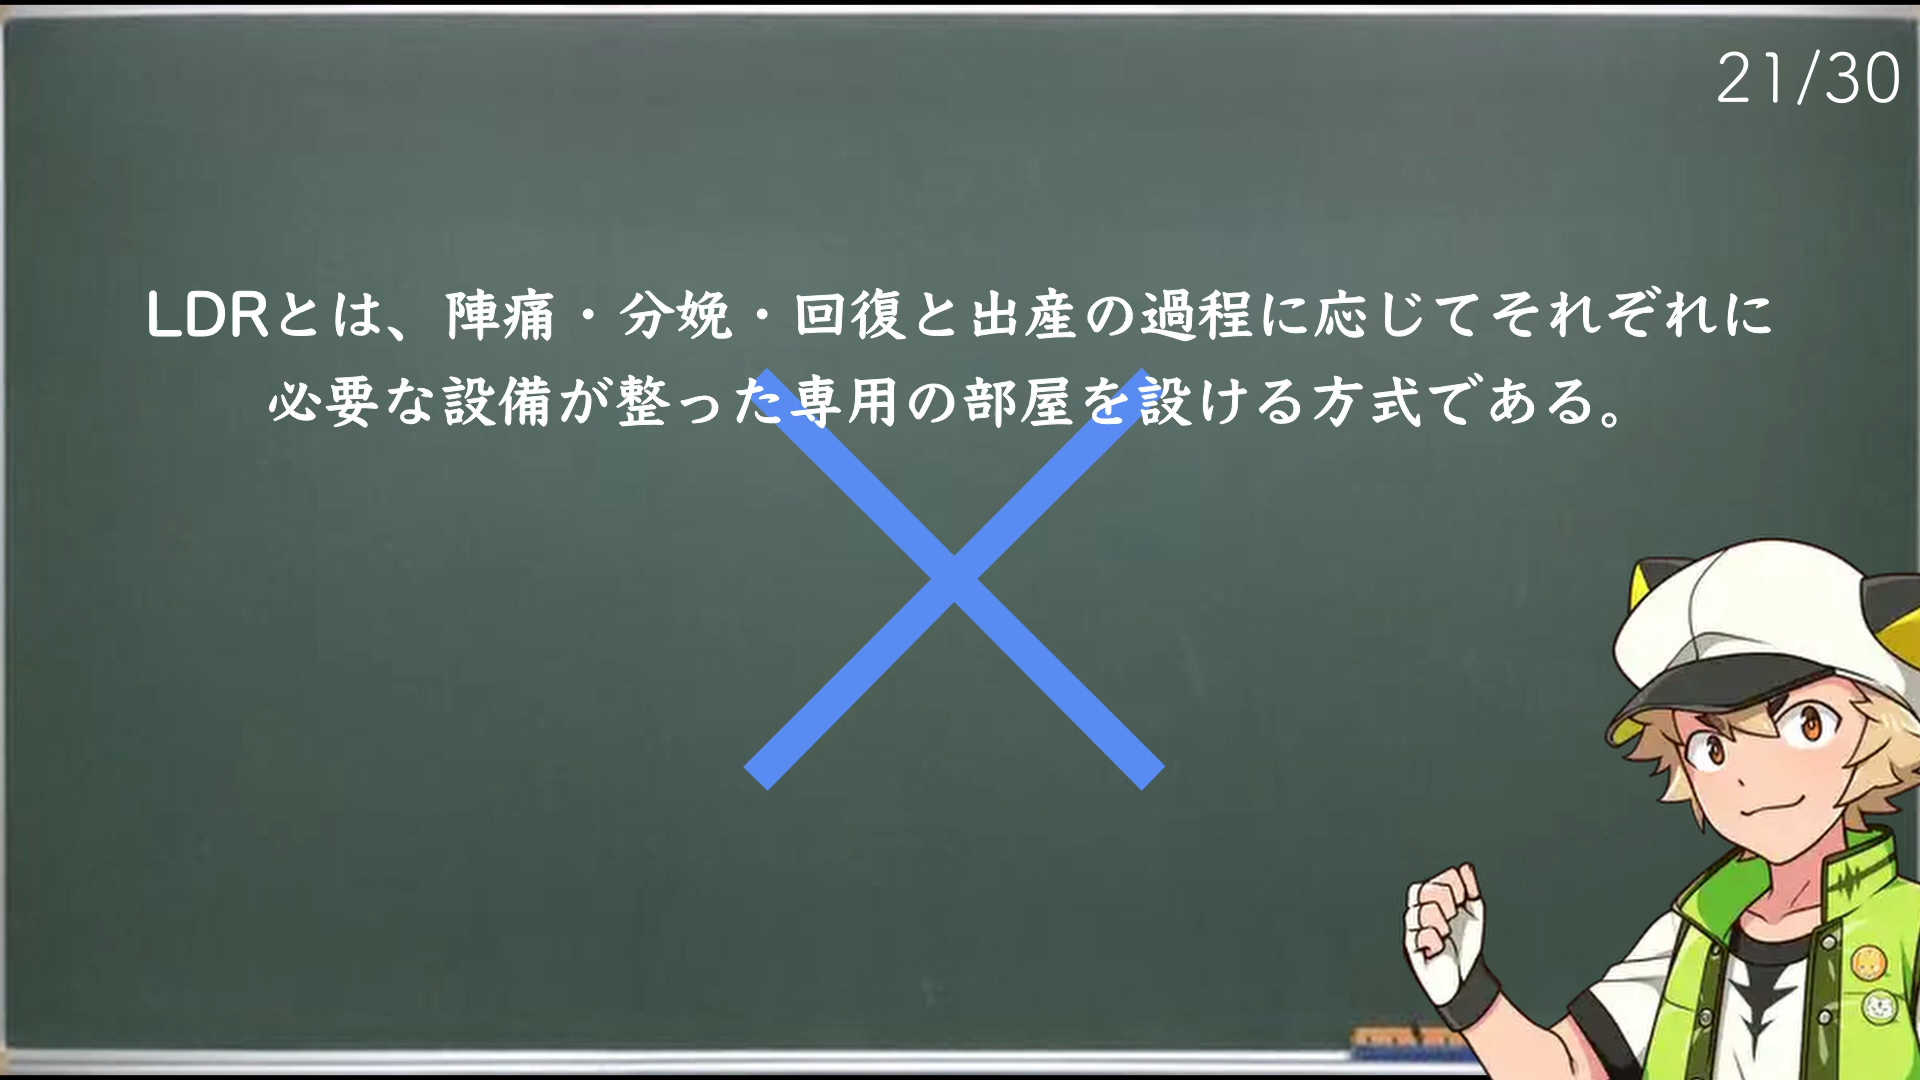 21/30
LDRとは、陣痛・分娩・回復と出産の過程に応じてそれぞれに
必要な設備が整った専用の部屋を設ける方式である。